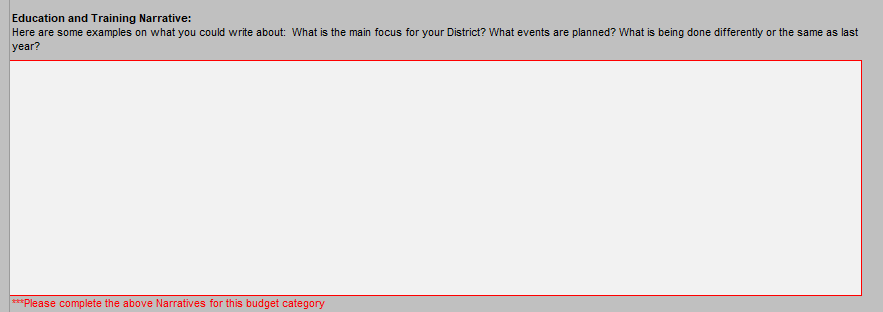 Education and Training Narrative:
Here are some examples on what you could write about:  What is the main focus for your District? What events are planned? What is being done differently or the same as last
year?
***Please complete the above Narratives for this budget category